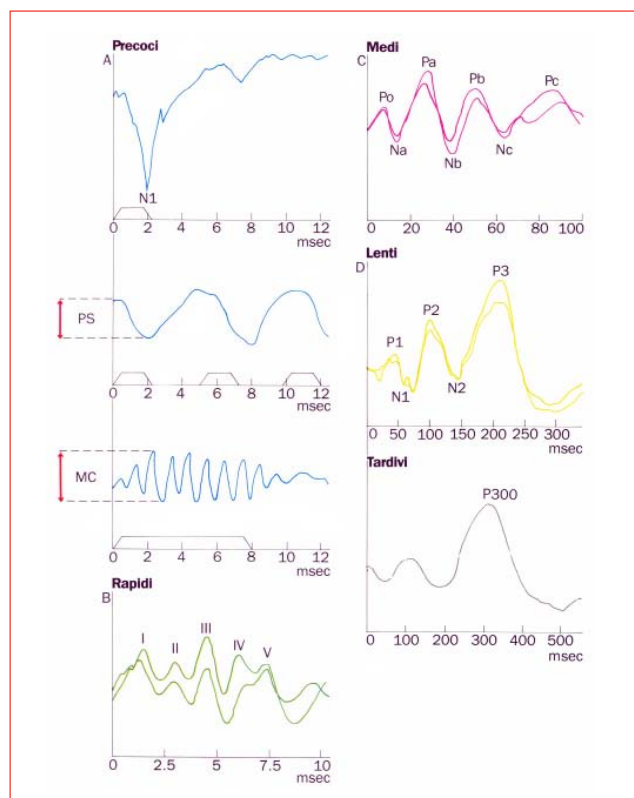 Precoci
A
N1
0 2 4 6 8 10 12
msec
PS
0 2 4 6 8 10 12
msec
MC
0 2 4 6 8 10 12
msec
Rapidi
B
I II III IV V
0 2.5 5 7.5 10
msec
Medi
C
Po Pa Pb Pc
Na Nb Nc
0 20 40 60 80 100
msec
Lenti
D
P1 P2 P3
N1 N2
0 50 100 150 200 300
msec
Tardivi
P300
0 100 200 300 400 500
msec